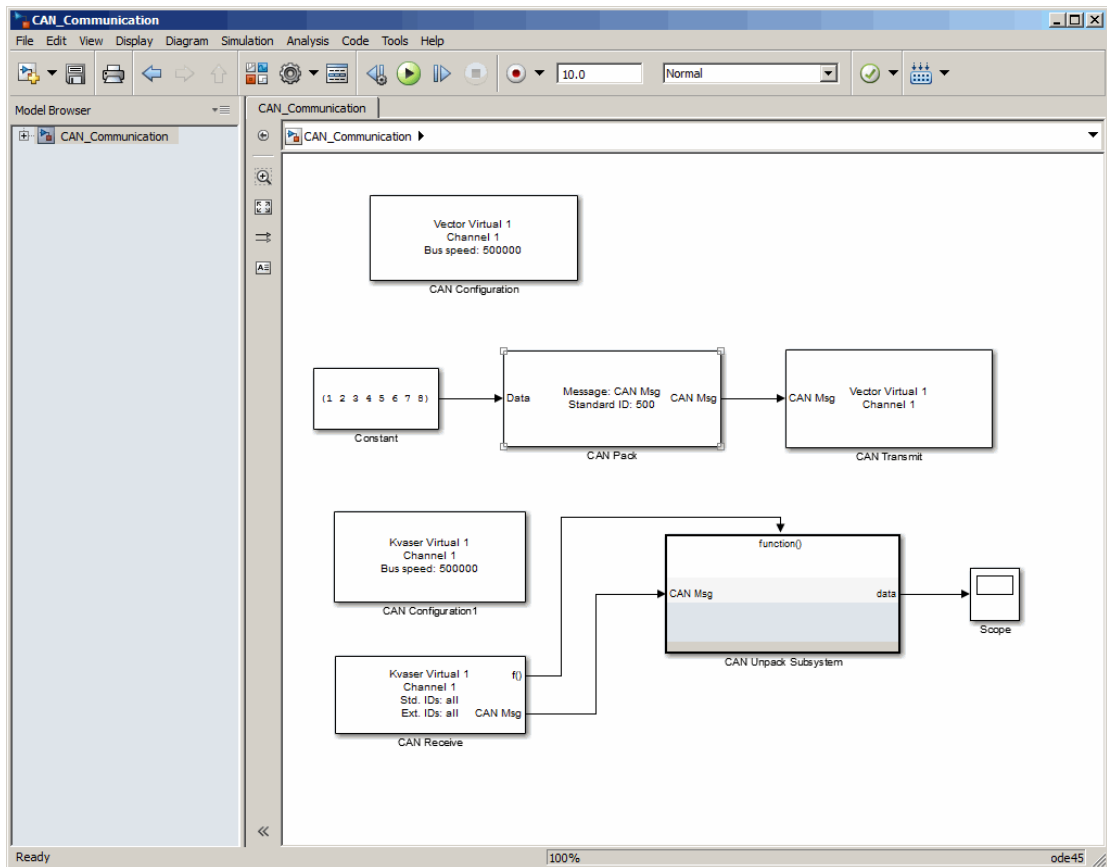 CAN_Communication
File Edit View Display Diagram Simulation Analysis Code Tools Help
10.0 Normal
Model Browser
CAN_Communication
CAN_Communication
CAN_Communication
Vector Virtual 1
Channel 1
Bus speed: 500000
CAN Configuration
(1 2 3 4 5 6 7 8)
Constant
Data
Message: CAN Msg
Standard ID: 500
CAN Msg
CAN Pack
CAN Msg
Vector Virtual 1
Channel 1
CAN Transmit
Kvaser Virtual 1
Channel 1
Bus speed: 500000
CAN Configuration1
function()
CAN Msg data
CAN Unpack Subsystem
Scope
Kvaser Virtual 1 f()
Channel 1
Std. IDs: all
Ext. IDs: all CAN Msg
CAN Receive
Ready 100% ode45